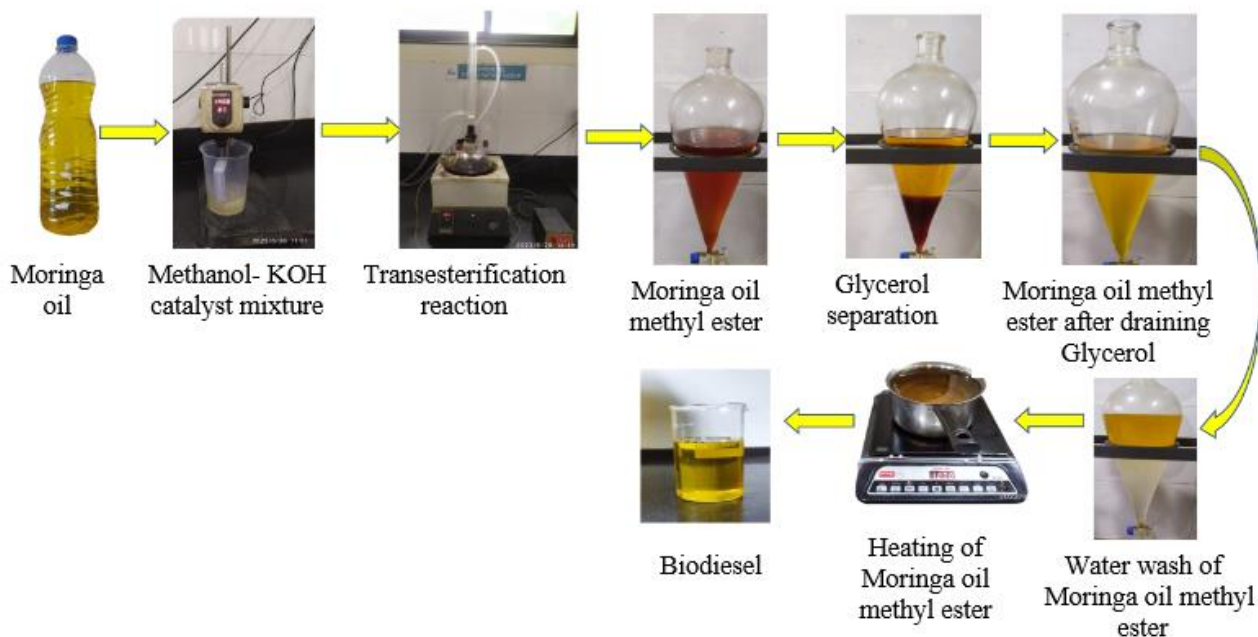 Moringa
oil
Methanol- KOH
catalyst mixture
Transesterification
reaction
Moringa oil
methyl ester
Glycerol
separation
Moringa oil methyl
ester after draining
Glycerol
Biodiesel
Heating of
Moringa oil
methyl ester
Water wash of
Moringa oil methyl
ester